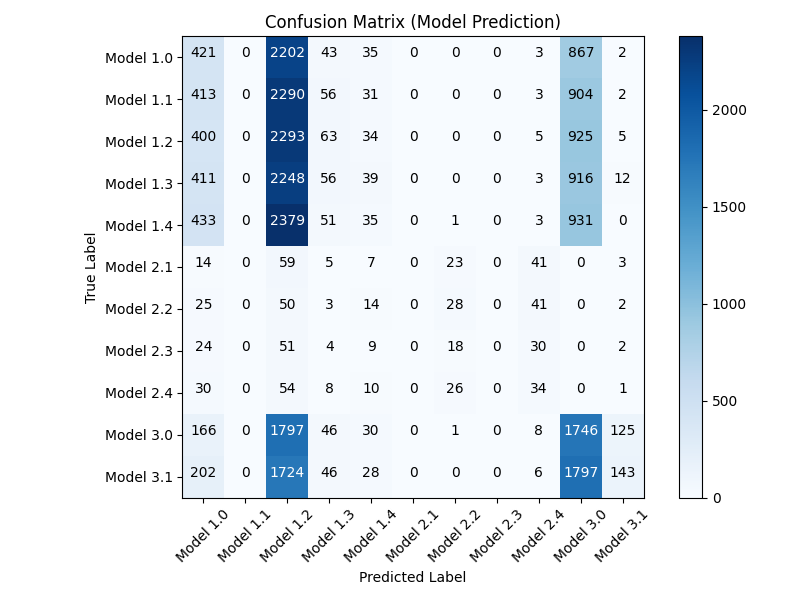 Confusion Matrix (Model Prediction)
Model 1.0 421 0 2202 43 35 0 0 0 3 867 2
Model 1.1 413 0 2290 56 31 0 0 0 3 904 2
Model 1.2 400 0 2293 63 34 0 0 0 5 925 5
Model 1.3 411 0 2248 56 39 0 0 0 3 916 12
Model 1.4 433 0 2379 51 35 0 1 0 3 931 0
Model 2.1 14 0 59 5 7 0 23 0 41 0 3
Model 2.2 25 0 50 3 14 0 28 0 41 0 2
Model 2.3 24 0 51 4 9 0 18 0 30 0 2
Model 2.4 30 0 54 8 10 0 26 0 34 0 1
Model 3.0 166 0 1797 46 30 0 1 0 8 1746 125
Model 3.1 202 0 1724 46 28 0 0 0 6 1797 143
True Label
Model 1.0 Model 1.1 Model 1.2 Model 1.3 Model 1.4 Model 2.1 Model 2.2 Model 2.3 Model 2.4 Model 3.0 Model 3.1
Predicted Label
2000
1500
1000
500
0